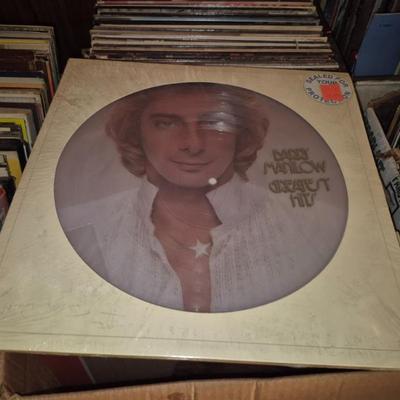 SEALED FOR
YOUR
PROTECTION
BARRY
MANILOW
GREATEST
HITS